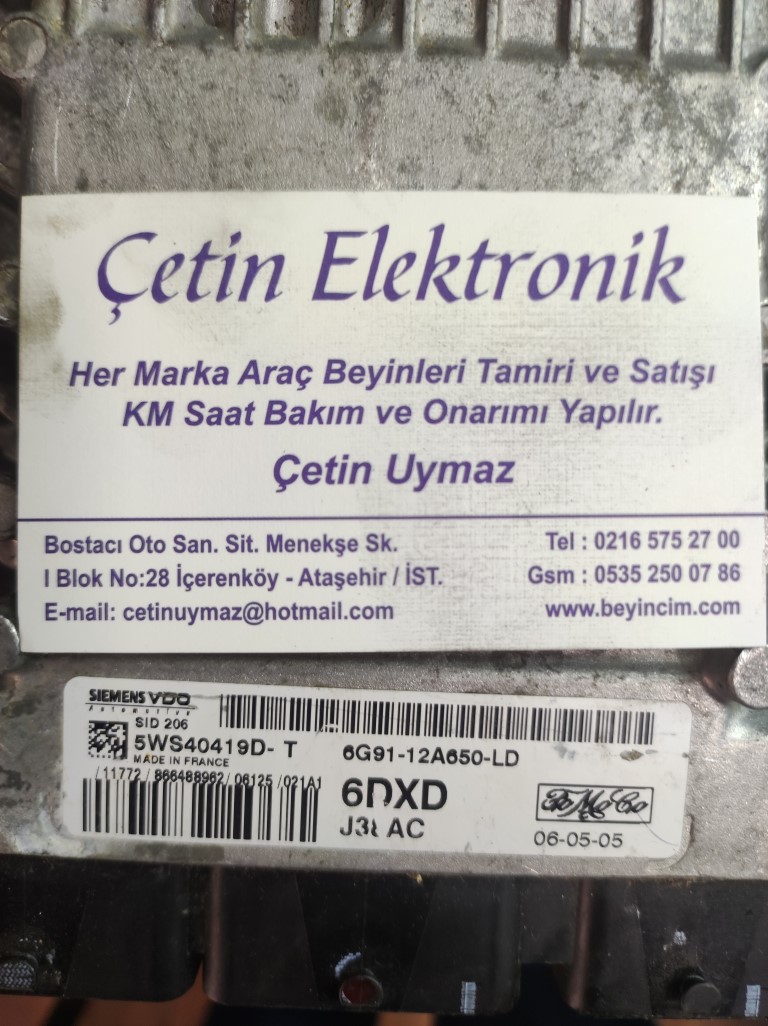 Çetin Elektronik
Her Marka Araç Beyinleri Tamiri ve Satışı
KM Saat Bakım ve Onarımı Yapılır.
Çetin Uymaz
Bostacı Oto San. Sit. Menekşe Sk.
I Blok No:28 İçerenköy - Ataşehir / İST.
E-mail: cetinuymaz@hotmail.com
Tel : 0216 575 27 00
Gsm : 0535 250 07 86
www.beyincim.com
SIEMENS VDO
Automotive
SID 206
5WS40419D- T
MADE IN FRANCE
/11772 / 866488962/ 06125 /021A1
6G91-12A650-LD
6DXD
AC
FoMoCo
06-05-05